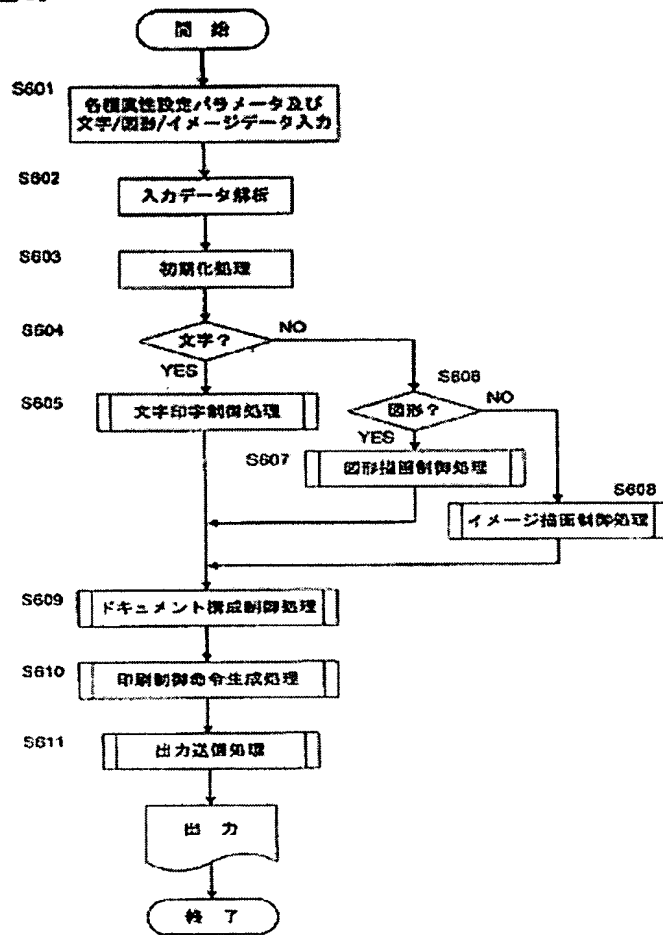 開 始
S601
各種属性設定パラメータ及び
文字/図形/イメージデータ入力
S602
入力データ解析
S603
初期化処理
S604
文字?
NO
YES
S605
文字印字制御処理
S606
図形?
NO
YES
S607
図形描画制御処理
S608
イメージ描画制御処理
S609
ドキュメント構成制御処理
S610
印刷制御命令生成処理
S611
出力送信処理
出 力
終 了